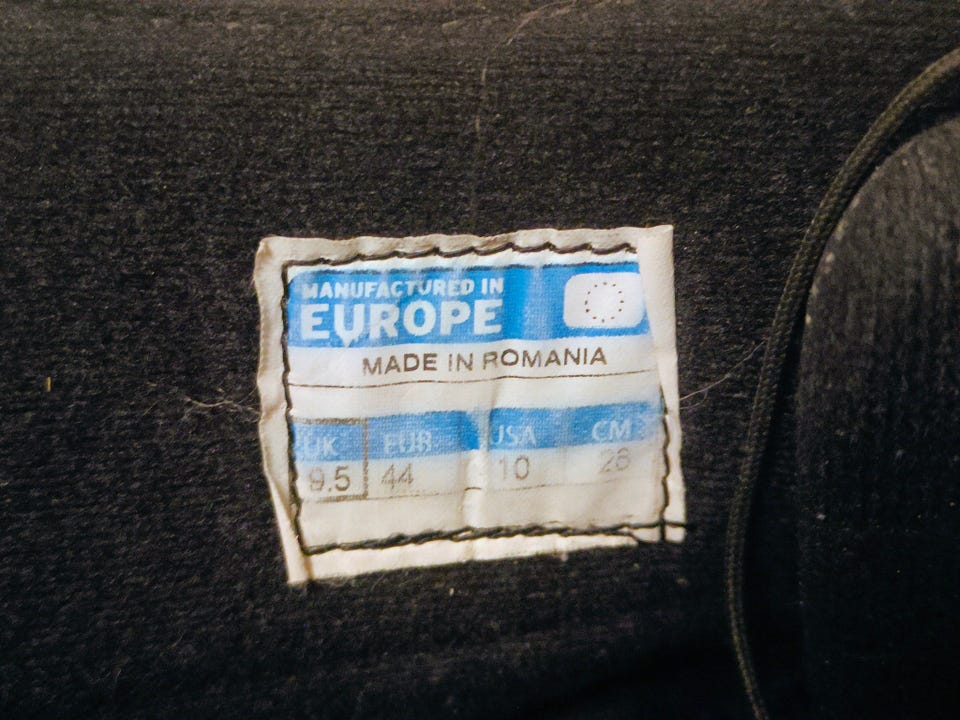 MANUFACTURED IN
EUROPE
MADE IN ROMANIA
UK EUR USA CM
9.5 44 10 28